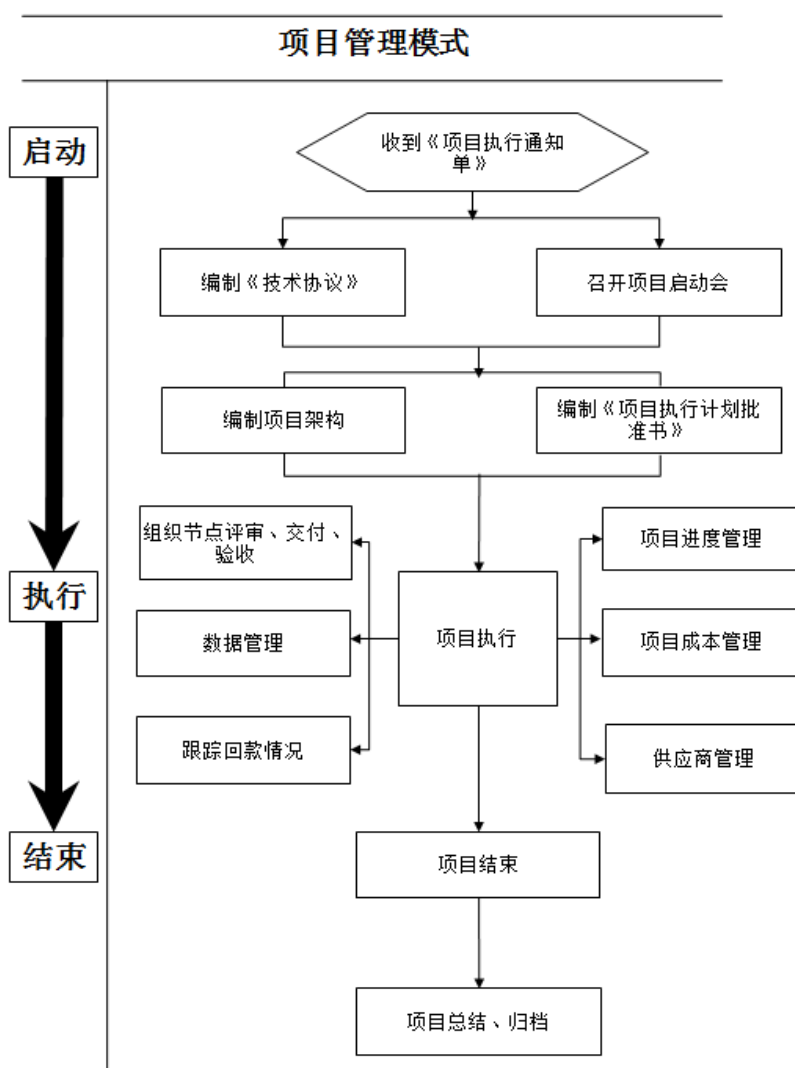 项目管理模式
启动
收到《项目执行通知
单》
编制《技术协议》
召开项目启动会
编制项目架构
编制《项目执行计划批
准书》
组织节点评审、交付、
验收
项目进度管理
执行
数据管理
项目执行
项目成本管理
跟踪回款情况
供应商管理
结束
项目结束
项目总结、归档